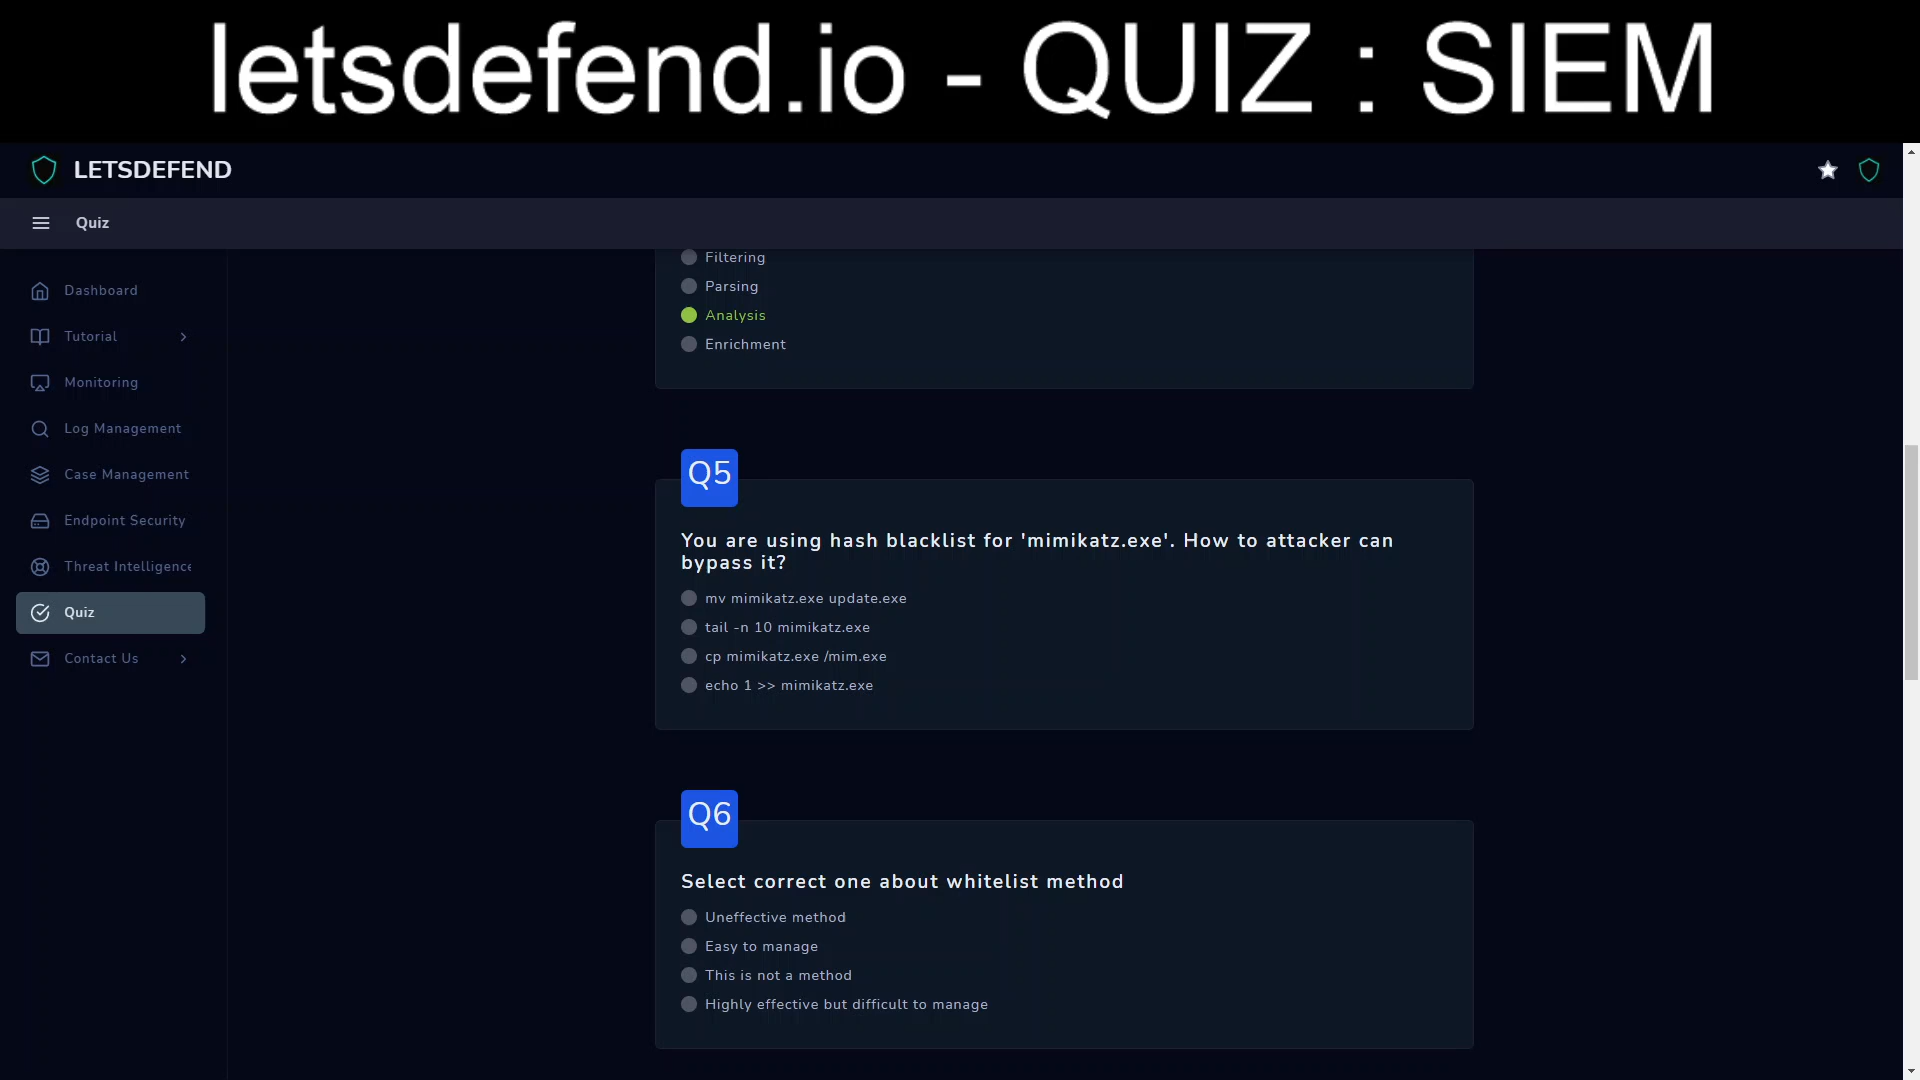 letsdefend.io - QUIZ : SIEM
LETSDEFEND
Quiz
Dashboard
Tutorial
Monitoring
Log Management
Case Management
Endpoint Security
Threat Intelligence
Quiz
Contact Us
Filtering
Parsing
Analysis
Enrichment
Q5
You are using hash blacklist for 'mimikatz.exe'. How to attacker can
bypass it?
mv mimikatz.exe update.exe
tail -n 10 mimikatz.exe
cp mimikatz.exe /mim.exe
echo 1 >> mimikatz.exe
Q6
Select correct one about whitelist method
Uneffective method
Easy to manage
This is not a method
Highly effective but difficult to manage